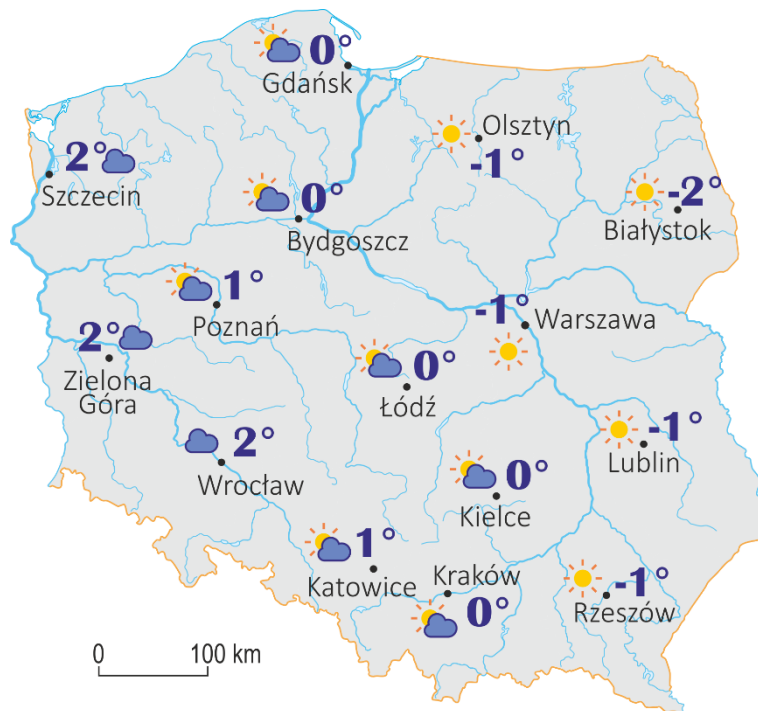 0°
Gdańsk
Olsztyn
-1°
2°
Szczecin
-2°
Białystok
0°
Bydgoszcz
1°
Poznań
-1°
Warszawa
2°
Zielona
Góra
0°
Łódź
2°
Wrocław
-1°
Lublin
0°
Kielce
1°
Katowice
Kraków
0°
-1°
Rzeszów
0 100 km